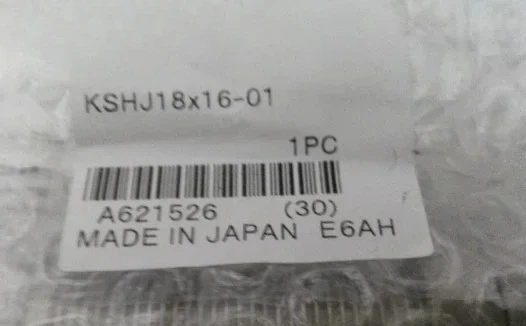 KSHJ18x16-01
1PC
A621526 (30)
MADE IN JAPAN E6AH